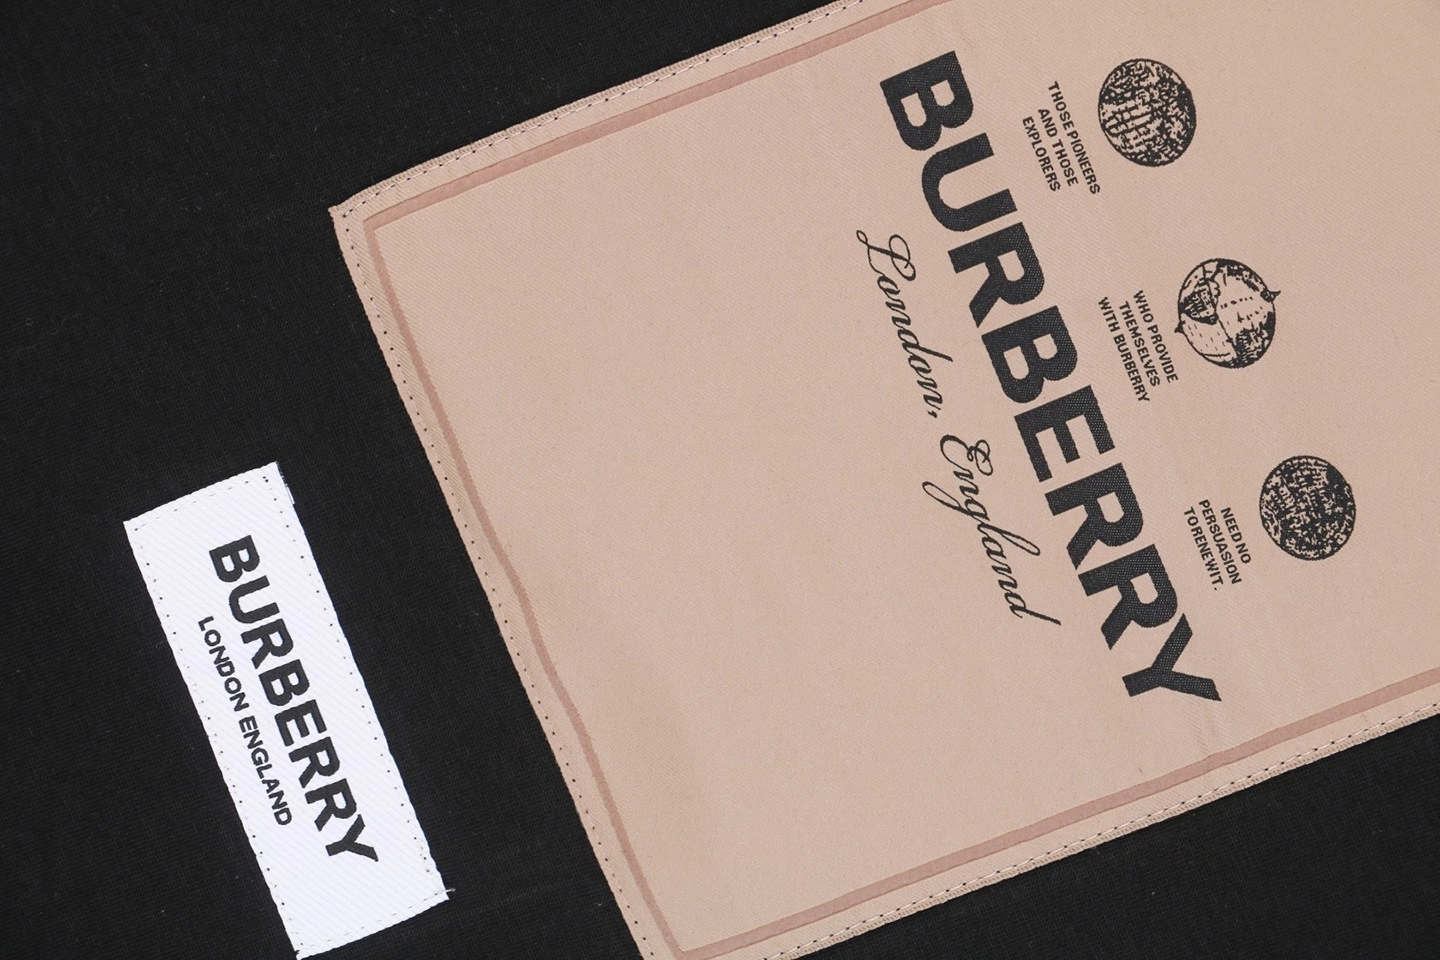 THOSE PIONEERS
AND THOSE
EXPLORERS
WHO PROVIDE
THEMSELVES
WITH BURBERRY
NEED NO
PERSUASION
TO RENEW IT.
BURBERRY
London, England
BURBERRY
LONDON ENGLAND